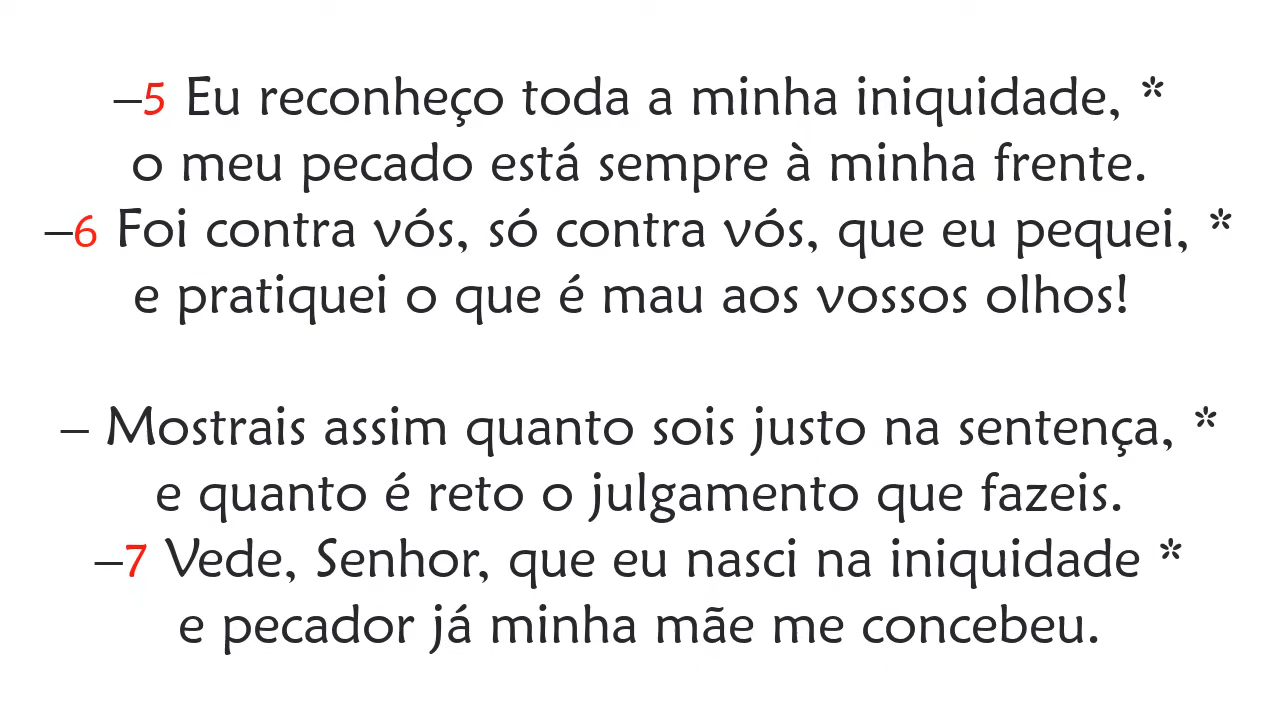 –5 Eu reconheço toda a minha iniquidade, *
o meu pecado está sempre à minha frente.
–6 Foi contra vós, só contra vós, que eu pequei, *
e pratiquei o que é mau aos vossos olhos!
– Mostrais assim quanto sois justo na sentença, *
e quanto é reto o julgamento que fazeis.
–7 Vede, Senhor, que eu nasci na iniquidade *
e pecador já minha mãe me concebeu.